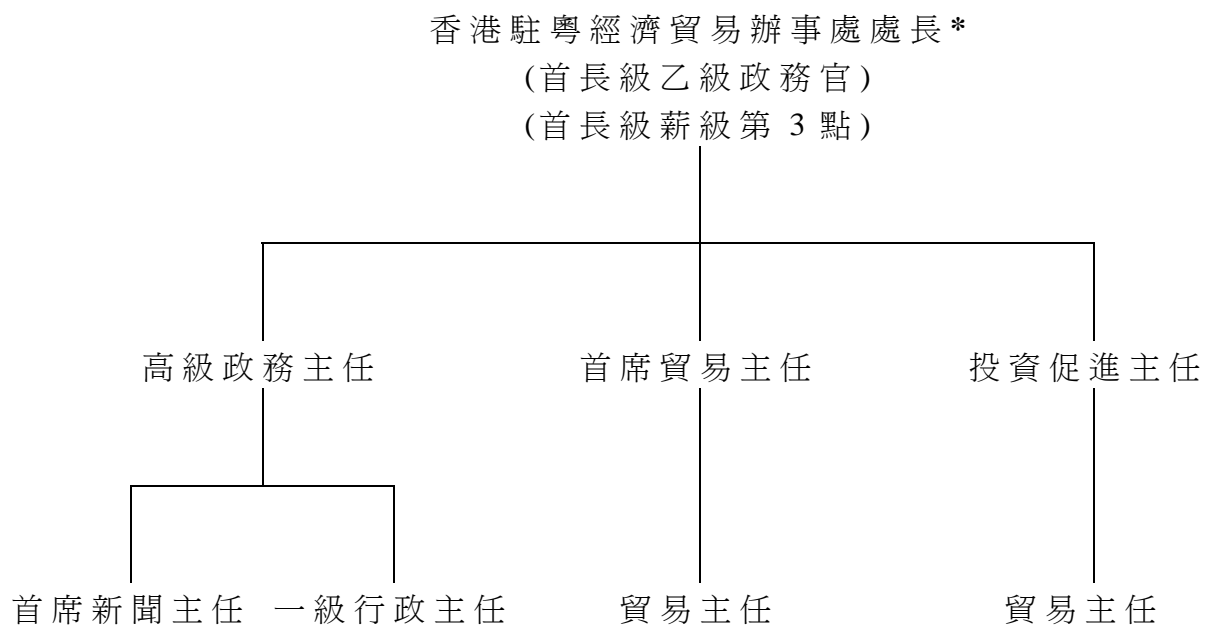 香港駐粵經濟貿易辦事處處長*
(首長級乙級政務官)
(首長級薪級第 3 點)
高級政務主任 首席貿易主任 投資促進主任
首席新聞主任 一級行政主任 貿易主任 貿易主任